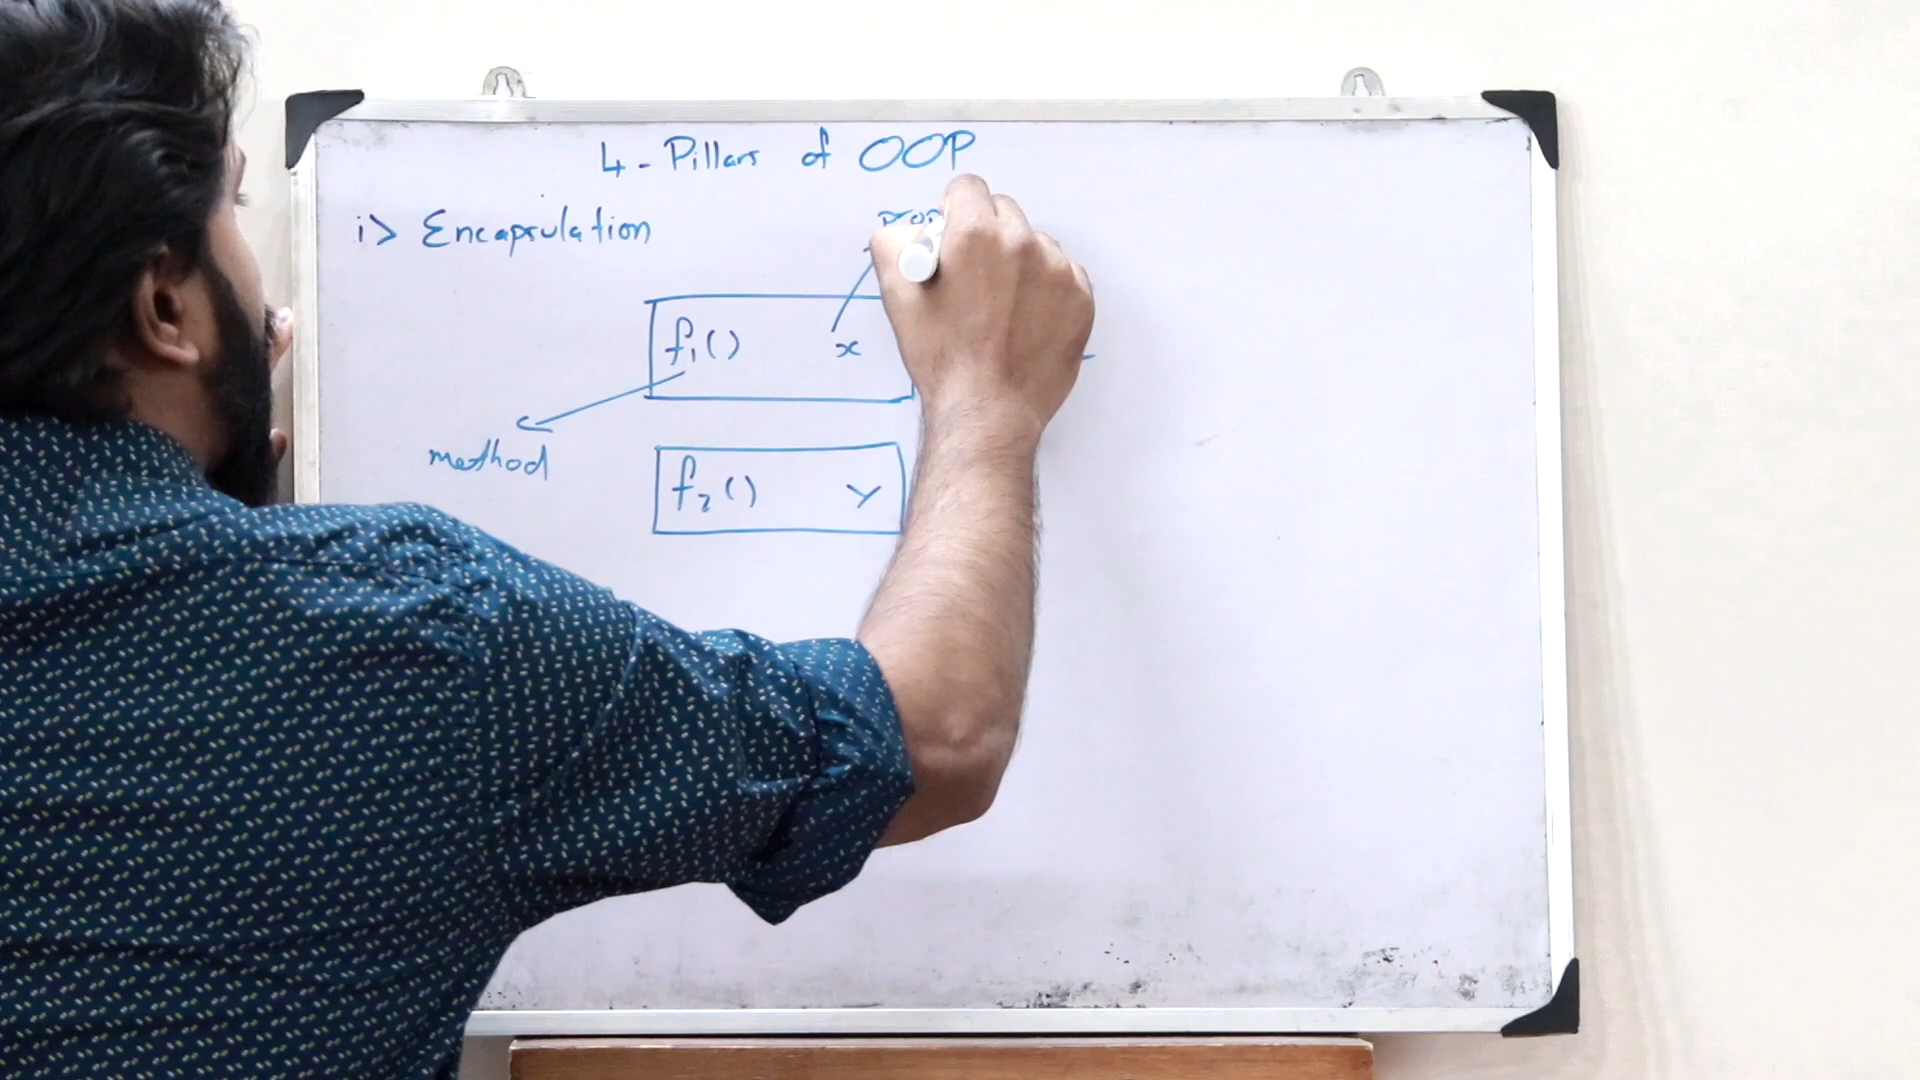 4 - Pillars of OOP
i> Encapsulation
f1() x
method
f2() y